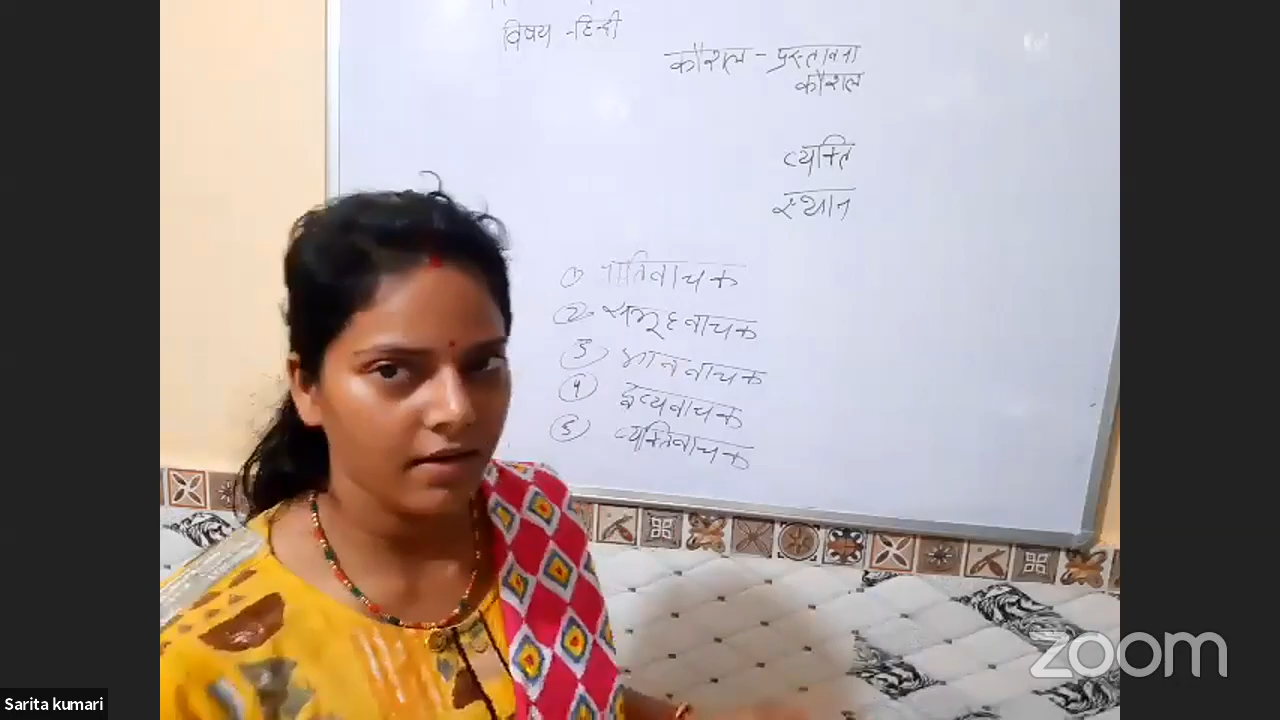 विषय -हिन्दी
कौशल - प्रस्तावना
कौशल
व्यक्ति
स्थान
① जातिवाचक
② समूहवाचक
③ भाववाचक
④ द्रव्यवाचक
⑤ व्यक्तिवाचक
zoom
Sarita kumari